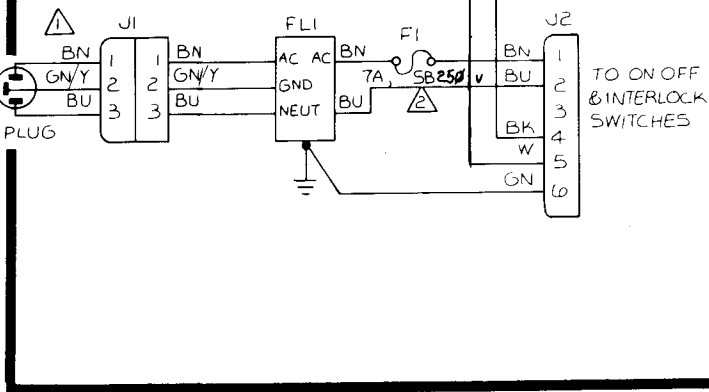 1
J1
FL1
F1
J2
BN
GN/Y
BU
PLUG
1
2
3
1
2
3
BN
GN/Y
BU
AC AC
GND
NEUT
BN
BU
7A, SB 250 V
2
BN
BU
BK
W
GN
1
2
3
4
5
6
TO ON OFF
& INTERLOCK
SWITCHES